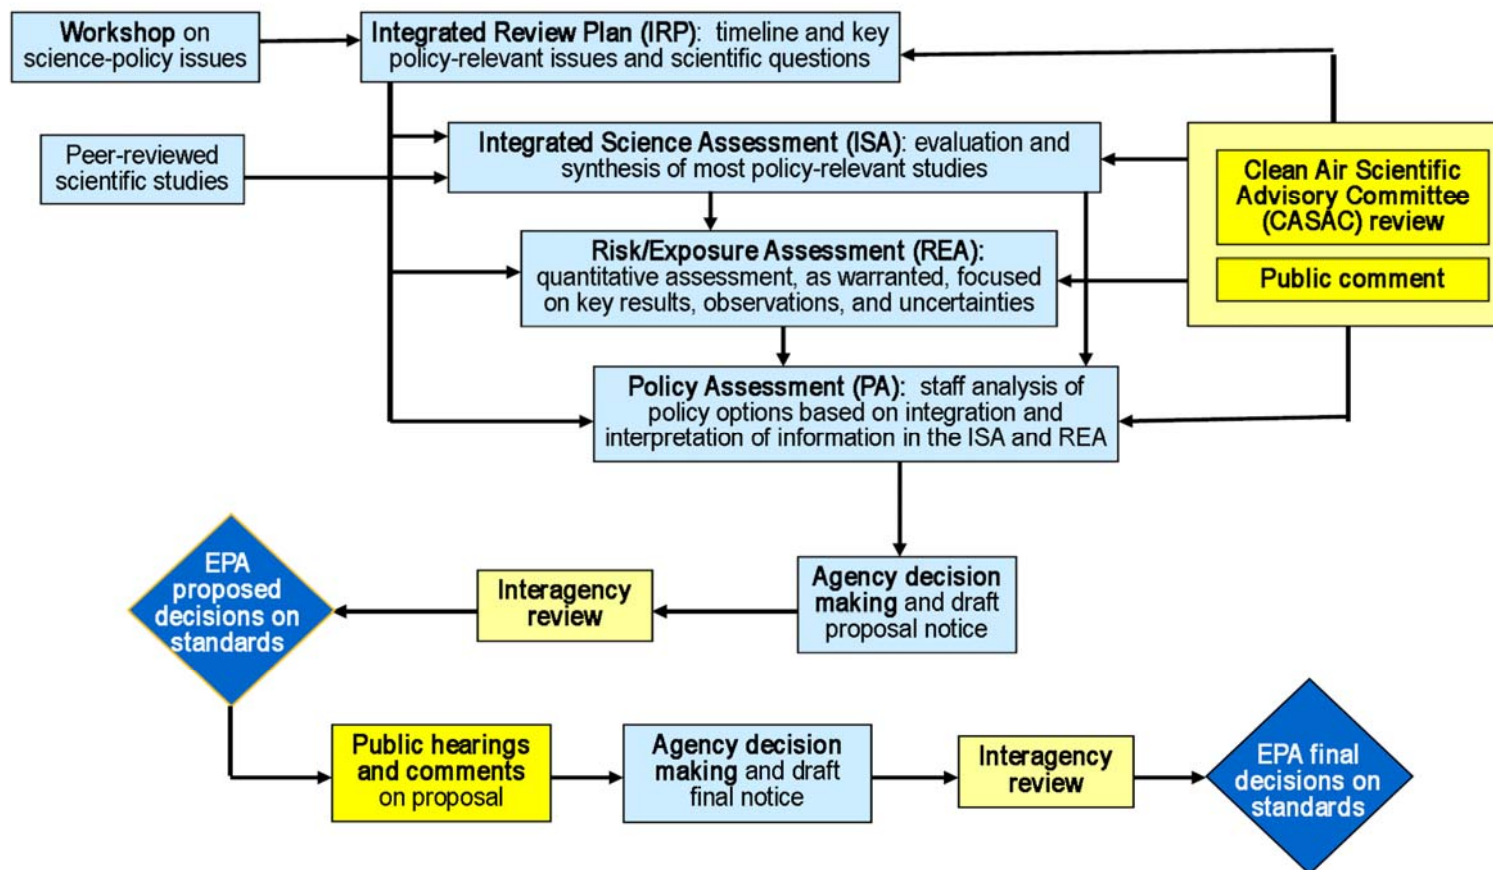 Workshop on
science-policy issues
Integrated Review Plan (IRP): timeline and key
policy-relevant issues and scientific questions
Peer-reviewed
scientific studies
Integrated Science Assessment (ISA): evaluation and
synthesis of most policy-relevant studies
Clean Air Scientific
Advisory Committee
(CASAC) review
Public comment
Risk/Exposure Assessment (REA):
quantitative assessment, as warranted, focused
on key results, observations, and uncertainties
Policy Assessment (PA): staff analysis of
policy options based on integration and
interpretation of information in the ISA and REA
Agency decision
making and draft
proposal notice
Interagency
review
EPA
proposed
decisions on
standards
Public hearings
and comments
on proposal
Agency decision
making and draft
final notice
Interagency
review
EPA final
decisions on
standards